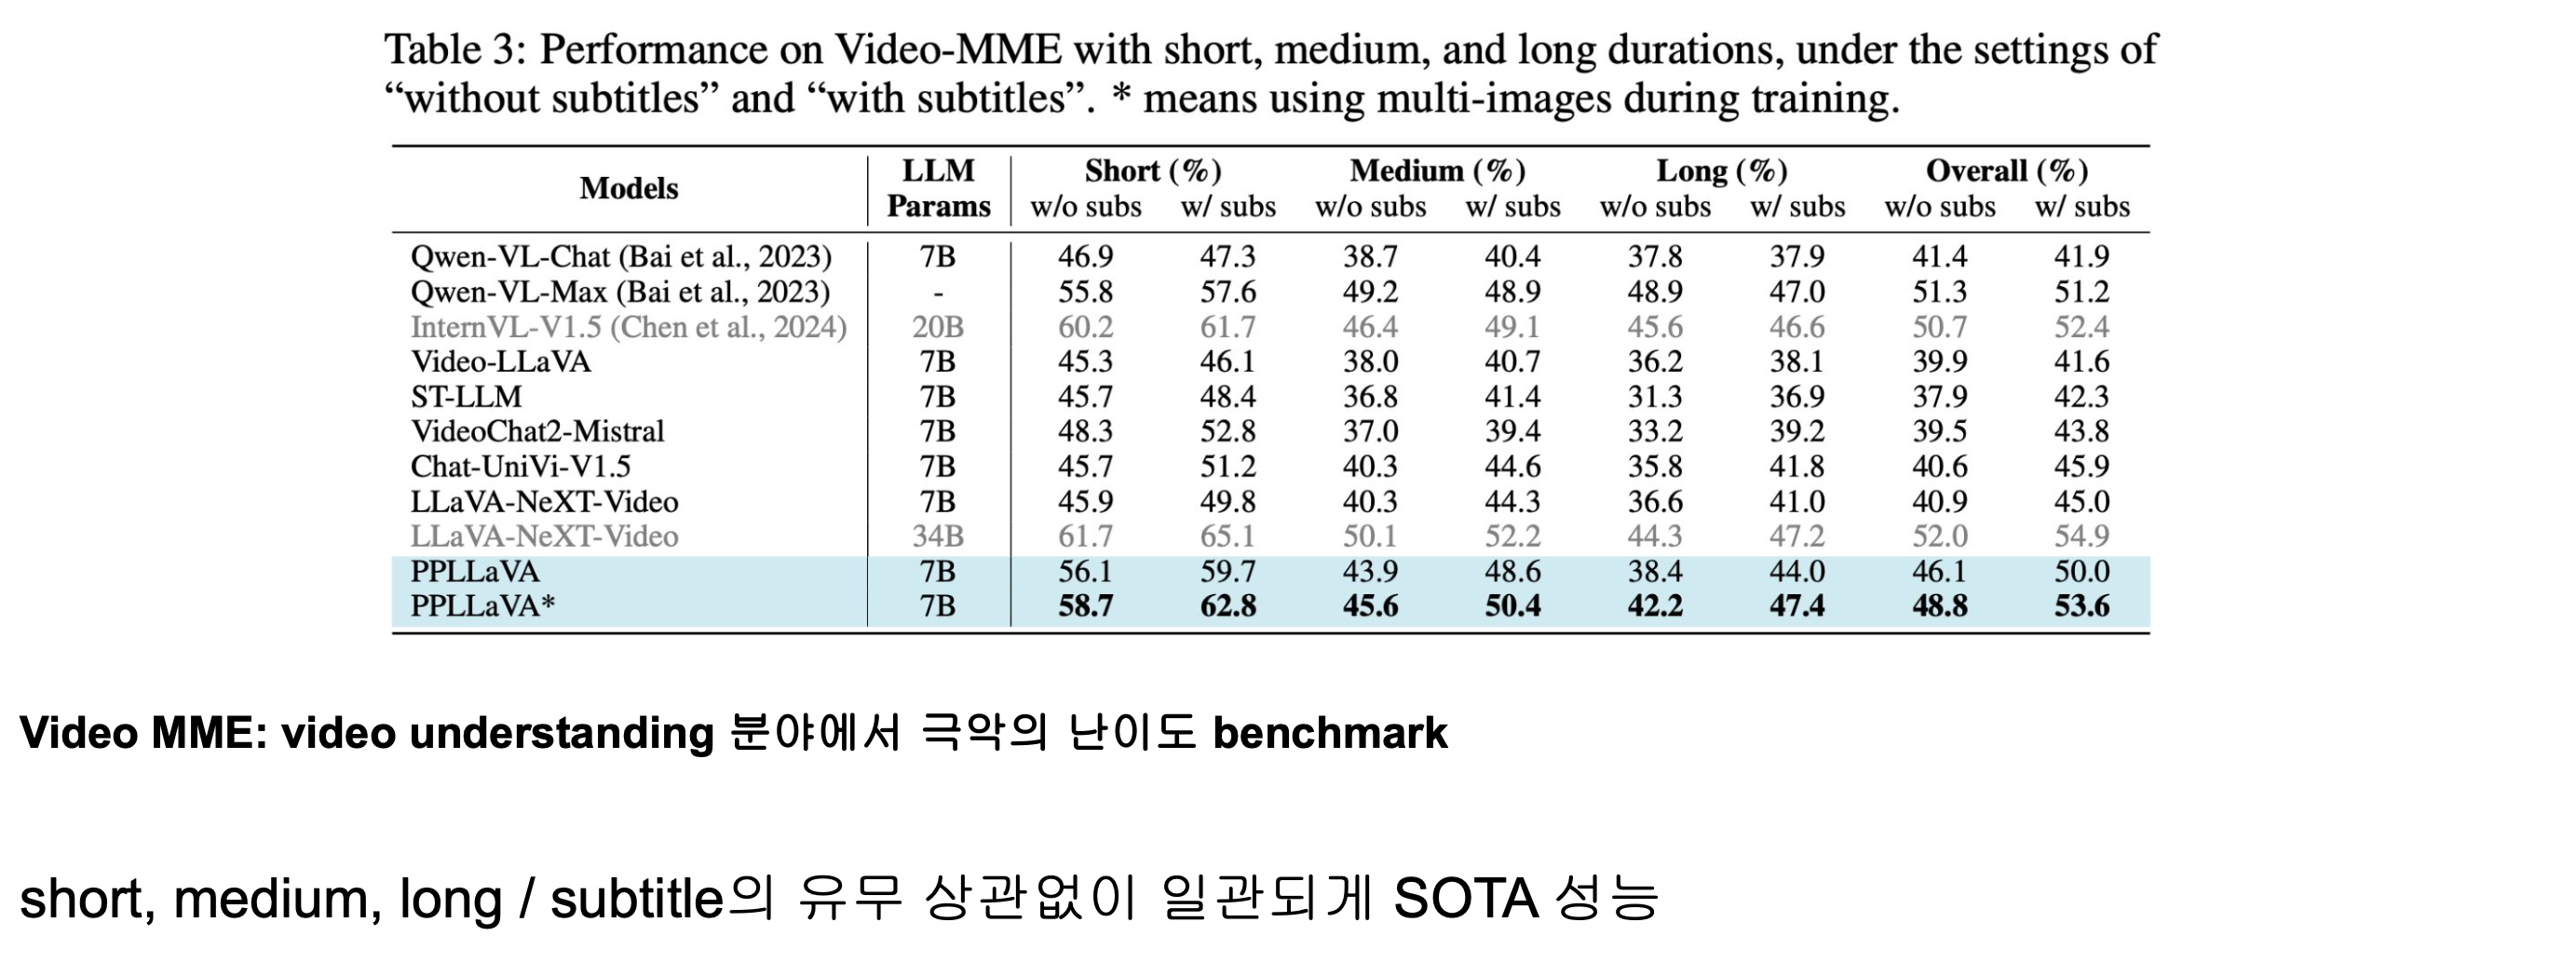 Table 3: Performance on Video-MME with short, medium, and long durations, under the settings of
“without subtitles” and “with subtitles”. * means using multi-images during training.
Models LLM Params Short (%) Medium (%) Long (%) Overall (%)
w/o subs w/ subs w/o subs w/ subs w/o subs w/ subs w/o subs w/ subs
Qwen-VL-Chat (Bai et al., 2023) 7B 46.9 47.3 38.7 40.4 37.8 37.9 41.4 41.9
Qwen-VL-Max (Bai et al., 2023) - 55.8 57.6 49.2 48.9 48.9 47.0 51.3 51.2
InternVL-V1.5 (Chen et al., 2024) 20B 60.2 61.7 46.4 49.1 45.6 46.6 50.7 52.4
Video-LLaVA 7B 45.3 46.1 38.0 40.7 36.2 38.1 39.9 41.6
ST-LLM 7B 45.7 48.4 36.8 41.4 31.3 36.9 37.9 42.3
VideoChat2-Mistral 7B 48.3 52.8 37.0 39.4 33.2 39.2 39.5 43.8
Chat-UniVi-V1.5 7B 45.7 51.2 40.3 44.6 35.8 41.8 40.6 45.9
LLaVA-NeXT-Video 7B 45.9 49.8 40.3 44.3 36.6 41.0 40.9 45.0
LLaVA-NeXT-Video 34B 61.7 65.1 50.1 52.2 44.3 47.2 52.0 54.9
PPLLaVA 7B 56.1 59.7 43.9 48.6 38.4 44.0 46.1 50.0
PPLLaVA* 7B 58.7 62.8 45.6 50.4 42.2 47.4 48.8 53.6
Video MME: video understanding 분야에서 극악의 난이도 benchmark
short, medium, long / subtitle의 유무 상관없이 일관되게 SOTA 성능